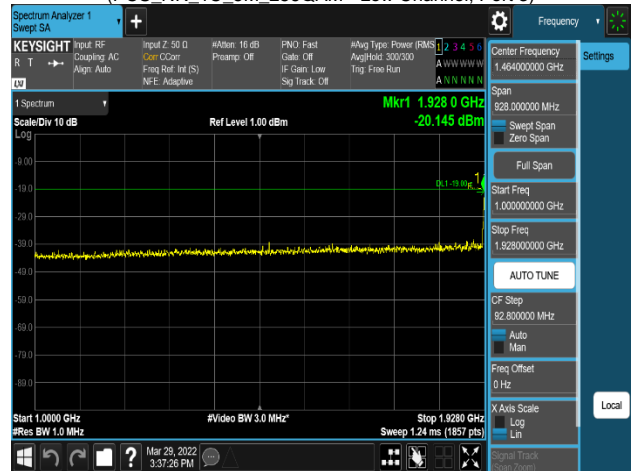 Spectrum Analyzer 1
Swept SA
Frequency
KEYSIGHT
R T
Input: RF
Coupling: AC
Align: Auto
Input Z: 50 Ω
Corr CCorr
Freq Ref: Int (S)
NFE: Adaptive
#Atten: 16 dB
Preamp: Off
PNO: Fast
Gate: Off
IF Gain: Low
Sig Track: Off
#Avg Type: Power (RMS)
Avg|Hold: 300/300
Trig: Free Run
1 2 3 4 5 6
A W W W W W
A N N N N N
1 Spectrum
Mkr1 1.928 0 GHz
Scale/Div 10 dB
Ref Level 1.00 dBm
-20.145 dBm
Log
-9.00
DL1 -19.00
1
-19.0
-29.0
-39.0
-49.0
-59.0
-69.0
-79.0
-89.0
Start 1.0000 GHz
#Video BW 3.0 MHz*
Stop 1.9280 GHz
#Res BW 1.0 MHz
Sweep 1.24 ms (1857 pts)
Center Frequency
1.464000000 GHz
Settings
Span
928.000000 MHz
Swept Span
Zero Span
Full Span
Start Freq
1.000000000 GHz
Stop Freq
1.928000000 GHz
AUTO TUNE
CF Step
92.800000 MHz
Auto
Man
Freq Offset
0 Hz
X Axis Scale
Log
Lin
Local
Signal Track
(Span Zoom)
?
Mar 29, 2022
3:37:26 PM